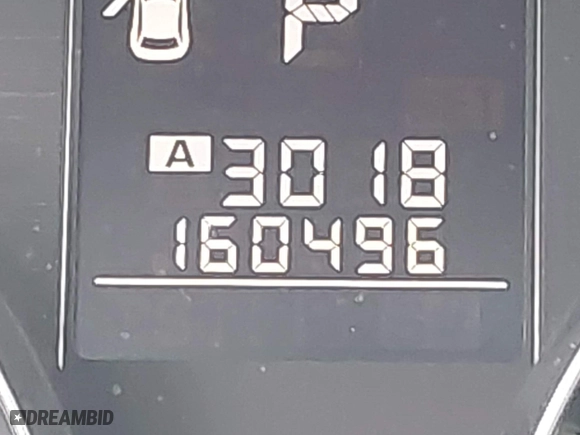 P
A 3018
160496
DREAMBID